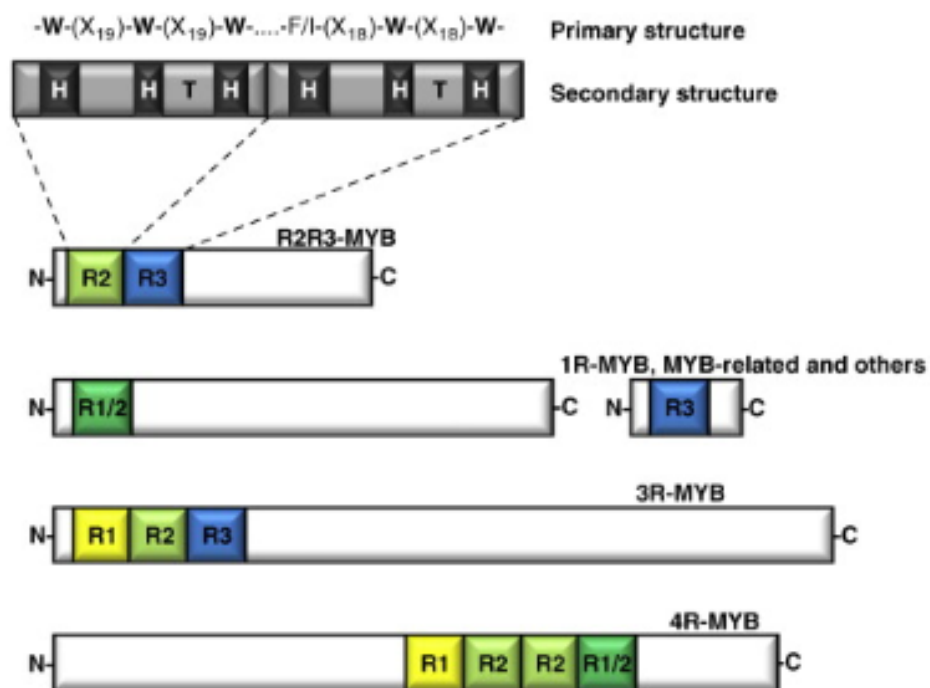 -W-(X₁₉)-W-(X₁₉)-W-....-F/I-(X₁₈)-W-(X₁₈)-W- Primary structure
H H T H H H T H Secondary structure
R2R3-MYB
N- R2 R3 -C
1R-MYB, MYB-related and others
N- R1/2 -C N- R3 -C
3R-MYB
N- R1 R2 R3 -C
4R-MYB
N- R1 R2 R2 R1/2 -C